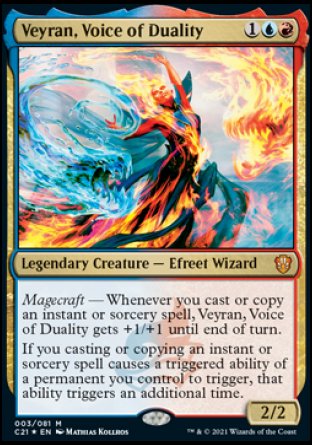 Veyran, Voice of Duality 1
Legendary Creature — Efreet Wizard
Magecraft — Whenever you cast or copy
an instant or sorcery spell, Veyran, Voice
of Duality gets +1/+1 until end of turn.
If you casting or copying an instant or
sorcery spell causes a triggered ability of
a permanent you control to trigger, that
ability triggers an additional time.
2/2
003/081 M
C21 ★ EN Mathias Kollros
™ & © 2021 Wizards of the Coast